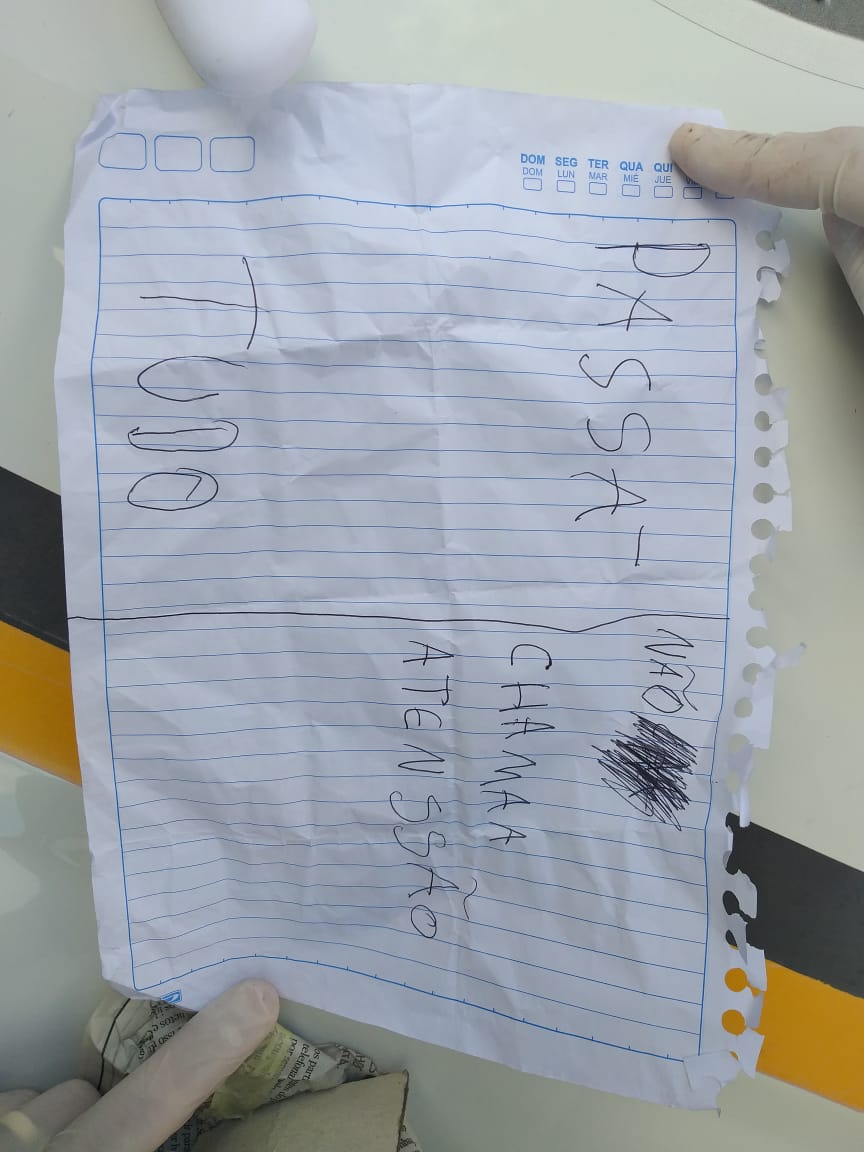 DOM SEG TER QUA QUI
DOM LUN MAR MIÉ JUE
PASSA-
TUDO
NÃO
CHAMA A
ATENSSÃO